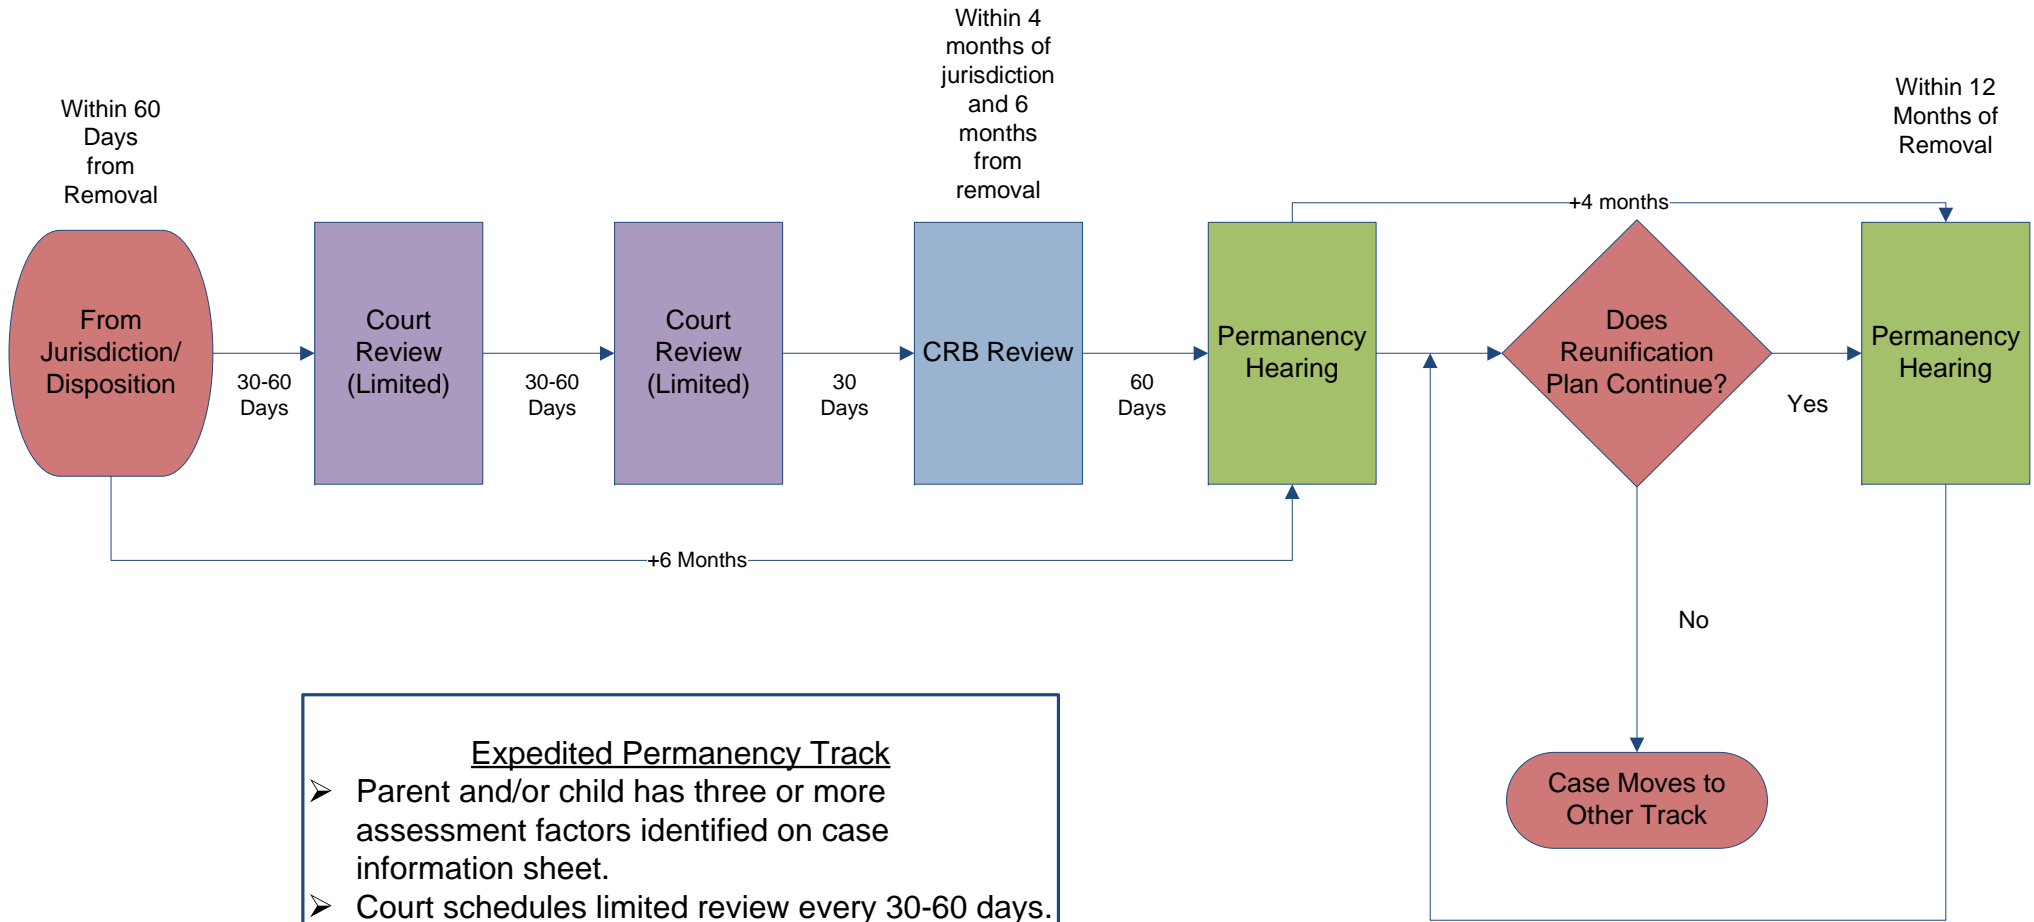 Within 60
Days
from
Removal
Within 4
months of
jurisdiction
and 6
months
from
removal
Within 12
Months of
Removal
+4 months
From
Jurisdiction/
Disposition
30-60
Days
Court
Review
(Limited)
30-60
Days
Court
Review
(Limited)
30
Days
CRB Review
60
Days
Permanency
Hearing
Does
Reunification
Plan Continue?
Yes
Permanency
Hearing
+6 Months
No
Case Moves to
Other Track
Expedited Permanency Track
➢ Parent and/or child has three or more
assessment factors identified on case
information sheet.
➢ Court schedules limited review every 30-60 days.